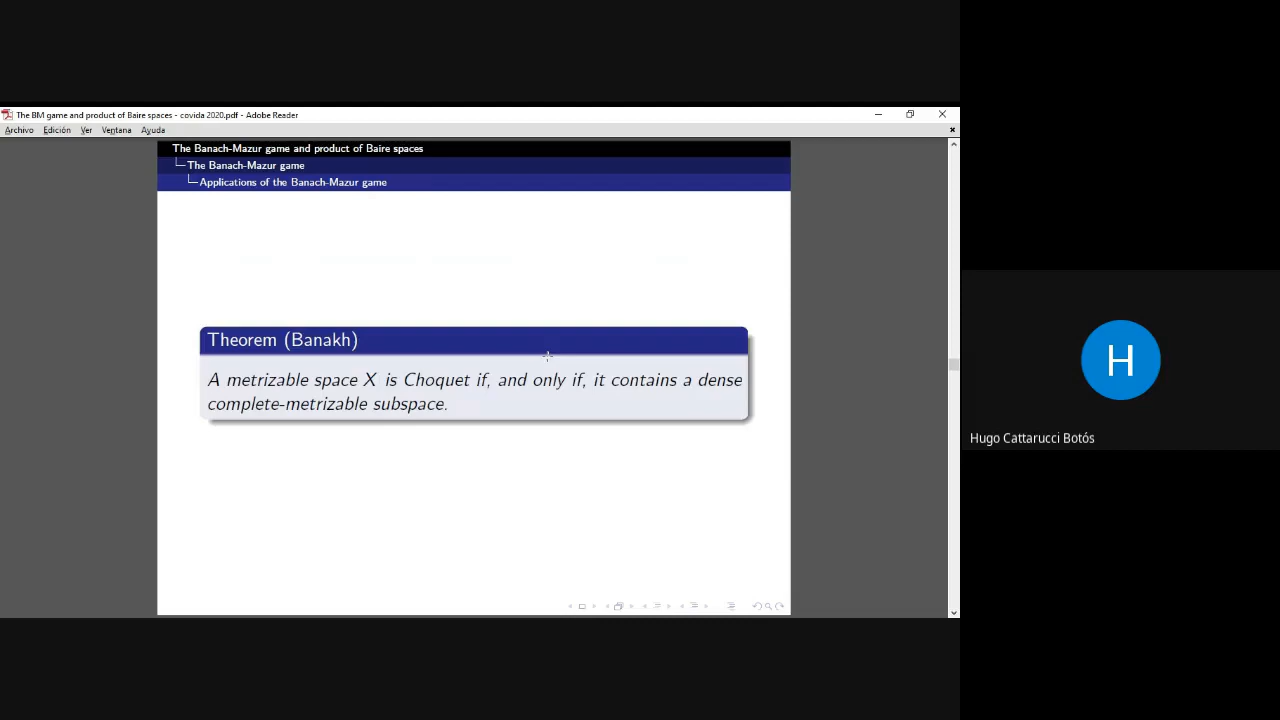 The BM game and product of Baire spaces - covida 2020.pdf - Adobe Reader
Archivo Edición Ver Ventana Ayuda
The Banach-Mazur game and product of Baire spaces
The Banach-Mazur game
Applications of the Banach-Mazur game
Theorem (Banakh)
A metrizable space X is Choquet if, and only if, it contains a dense
complete-metrizable subspace.
H
Hugo Cattarucci Botós